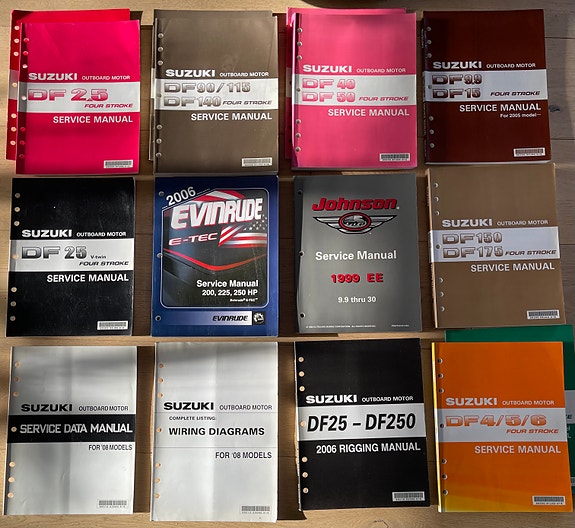 SUZUKI OUTBOARD MOTOR
DF 2.5
FOUR STROKE
SERVICE MANUAL
SUZUKI OUTBOARD MOTOR
DF90/115
DF140 FOUR STROKE
SERVICE MANUAL
SUZUKI OUTBOARD MOTOR
DF 40
DF 50 FOUR STROKE
SERVICE MANUAL
SUZUKI OUTBOARD MOTOR
DF9.9
DF15 FOUR STROKE
SERVICE MANUAL
For 2005 model
SUZUKI OUTBOARD MOTOR
DF 25 V-twin
FOUR STROKE
SERVICE MANUAL
2006
EVINRUDE
E-TEC
Service Manual
200, 225, 250 HP
EVINRUDE
Johnson
Service Manual
1999 EE
9.9 thru 30
SUZUKI OUTBOARD MOTOR
DF150
DF175 FOUR STROKE
SERVICE MANUAL
SUZUKI OUTBOARD MOTOR
SERVICE DATA MANUAL
FOR '08 MODELS
COMPLETE LISTING:
SUZUKI OUTBOARD MOTOR
WIRING DIAGRAMS
FOR '08 MODELS
SUZUKI OUTBOARD MOTOR
DF25 – DF250
2006 RIGGING MANUAL
SUZUKI OUTBOARD MOTOR
DF4/5/6
FOUR STROKE
SERVICE MANUAL